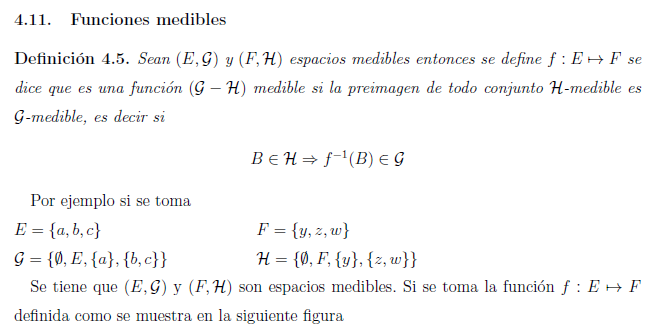 4.11. Funciones medibles
Definición 4.5. Sean (E, 𝒢) y (F, ℋ) espacios medibles entonces se define f : E ↦ F se
dice que es una función (𝒢 − ℋ) medible si la preimagen de todo conjunto ℋ-medible es
𝒢-medible, es decir si
B ∈ ℋ ⇒ f⁻¹(B) ∈ 𝒢
Por ejemplo si se toma
E = {a, b, c} F = {y, z, w}
𝒢 = {∅, E, {a}, {b, c}} ℋ = {∅, F, {y}, {z, w}}
Se tiene que (E, 𝒢) y (F, ℋ) son espacios medibles. Si se toma la función f : E ↦ F
definida como se muestra en la siguiente figura